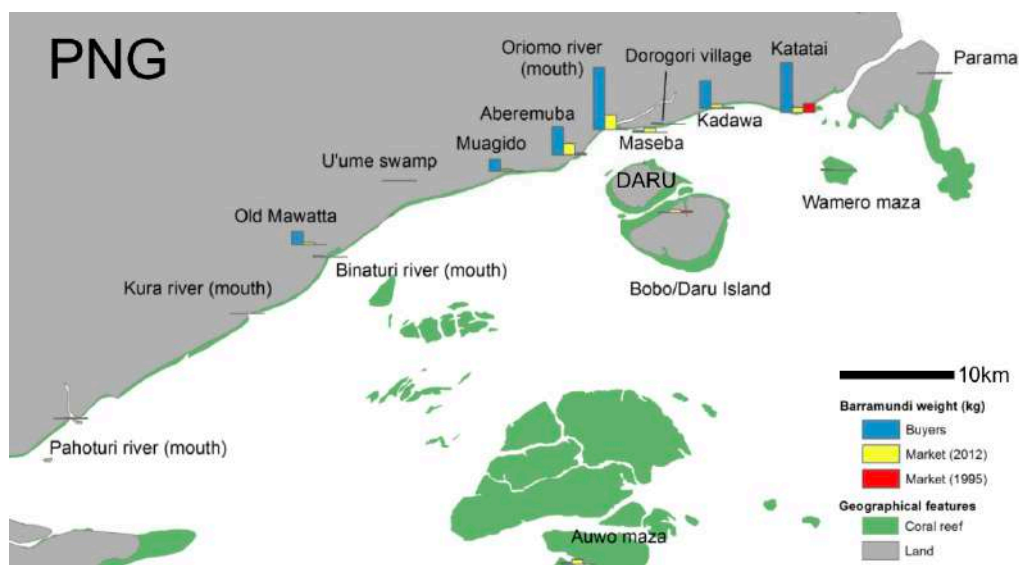 PNG
Oriomo river
(mouth)
Dorogori village
Katatai
Parama
Aberemuba
Kadawa
Muagido
Maseba
U'ume swamp
DARU
Wamero maza
Old Mawatta
Binaturi river (mouth)
Bobo/Daru Island
Kura river (mouth)
10km
Barramundi weight (kg)
Buyers
Market (2012)
Market (1995)
Pahoturi river (mouth)
Geographical features
Coral reef
Auwo maza
Land